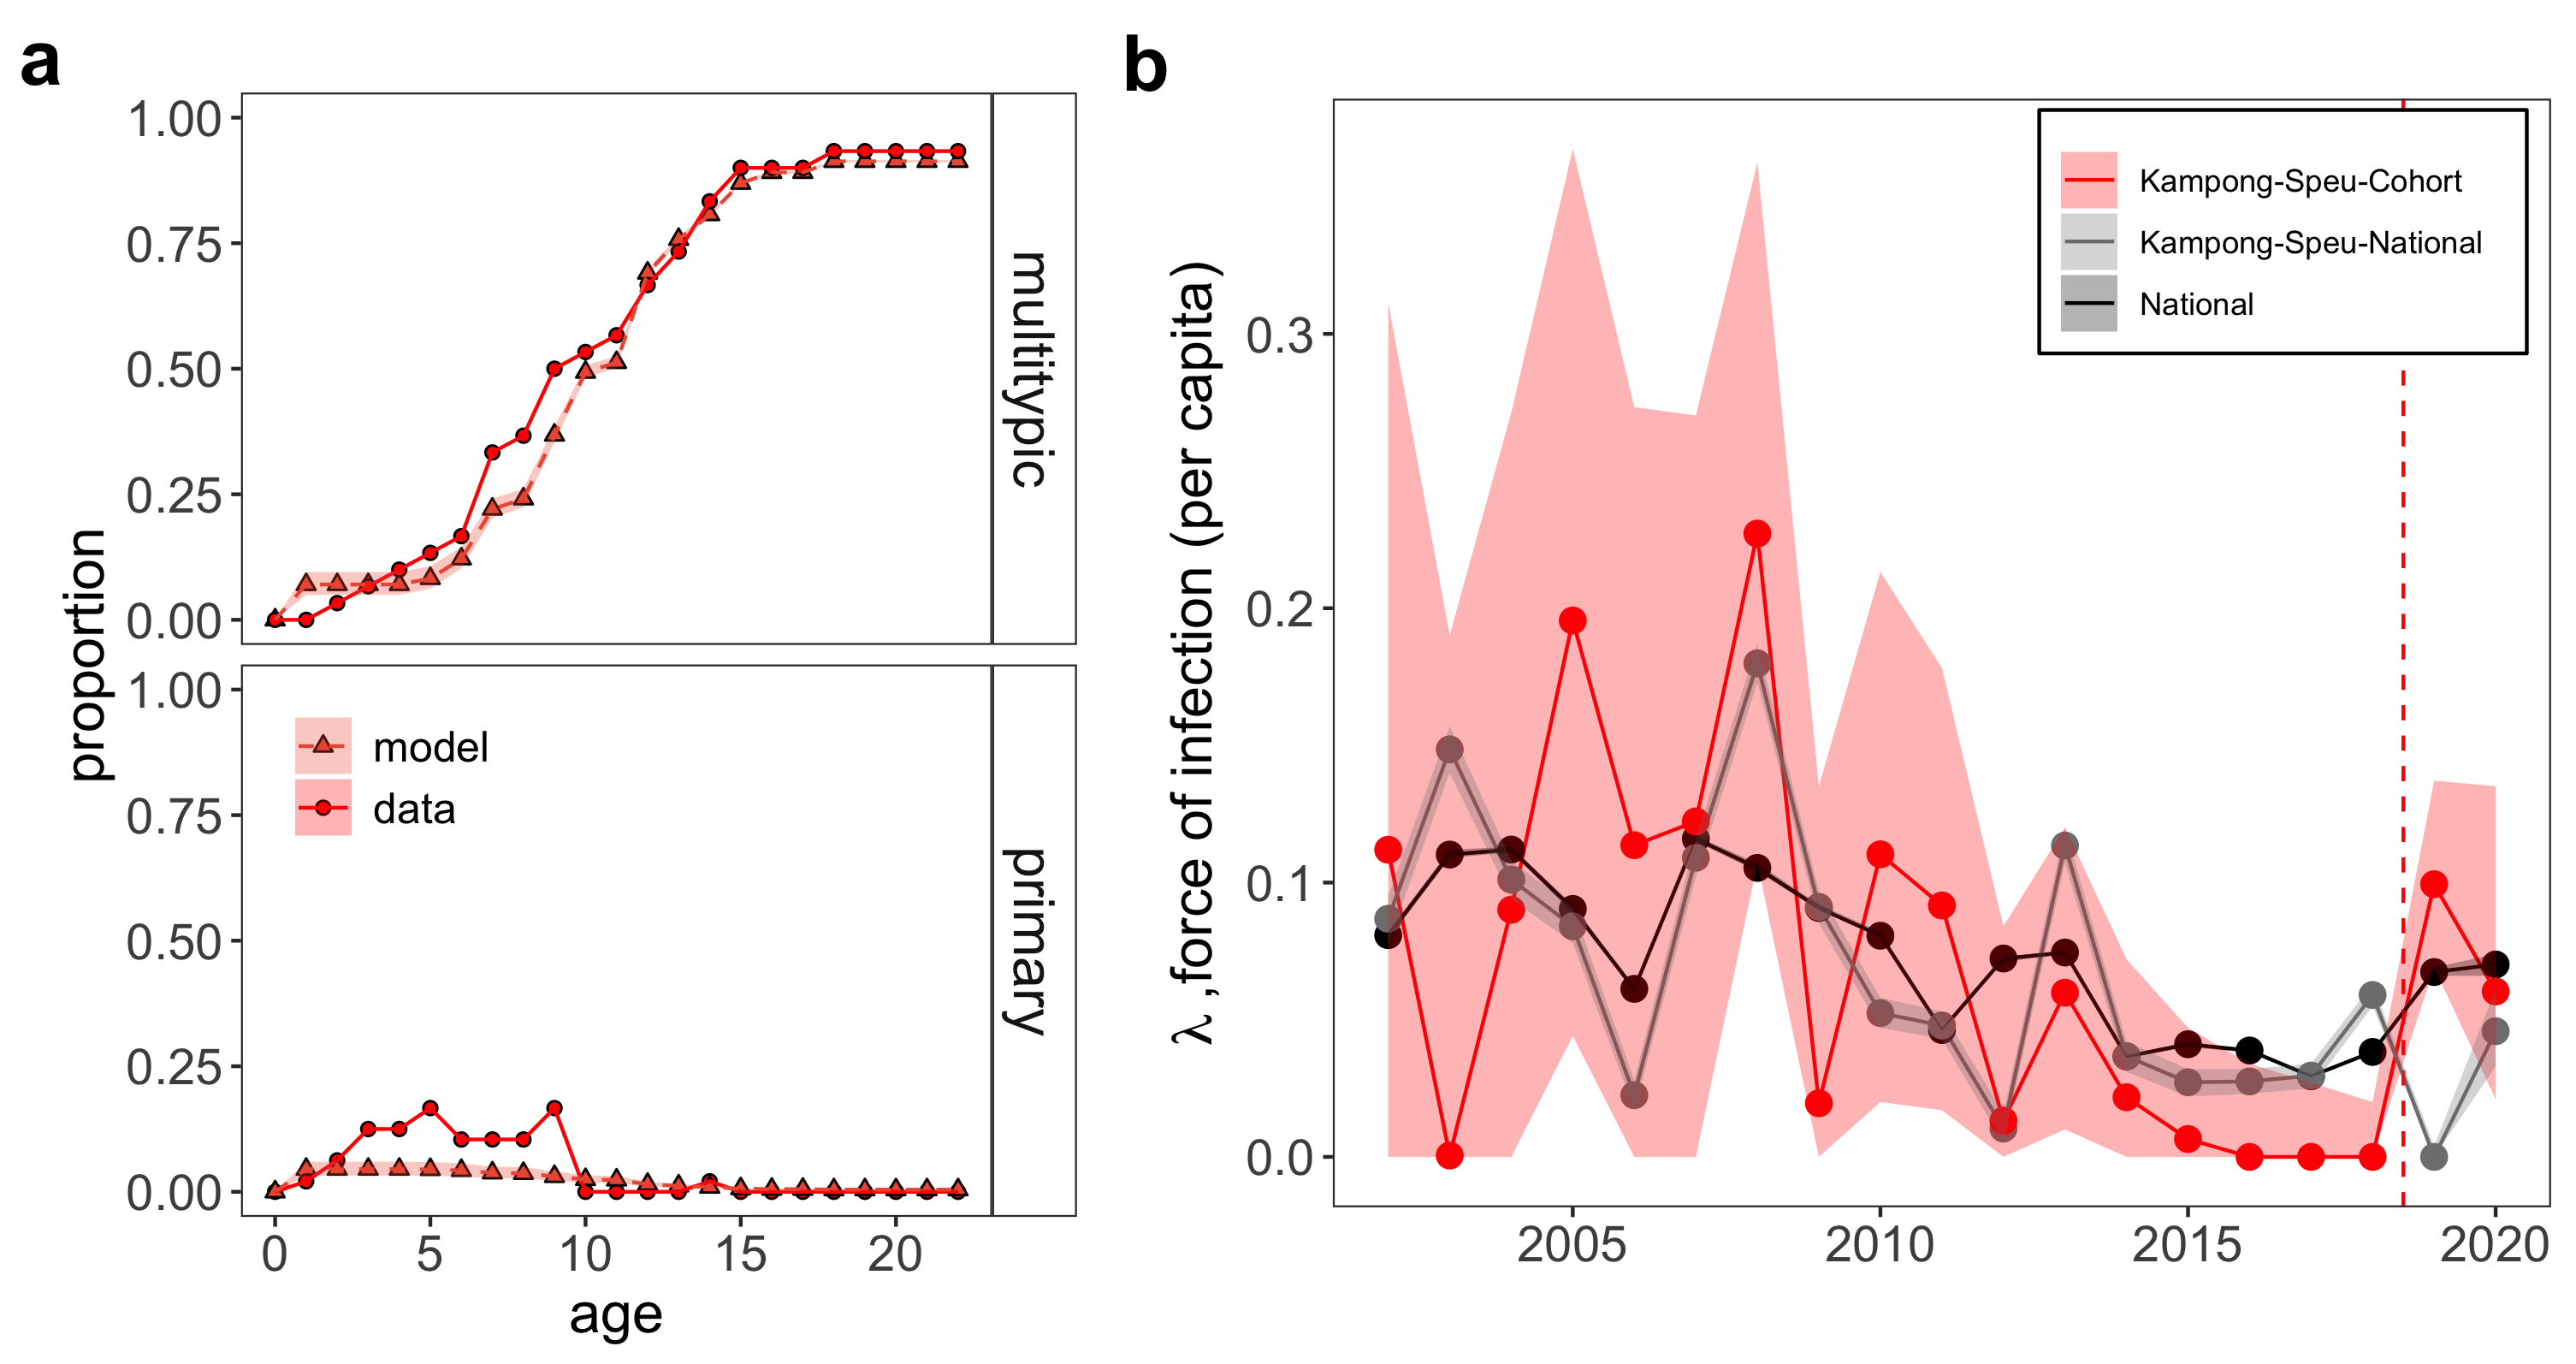 a
proportion
1.00
0.75
0.50
0.25
0.00
multitypic
1.00
0.75
0.50
0.25
0.00
primary
model
data
0 5 10 15 20
age
b
λ ,force of infection (per capita)
0.3
0.2
0.1
0.0
Kampong-Speu-Cohort
Kampong-Speu-National
National
2005 2010 2015 2020